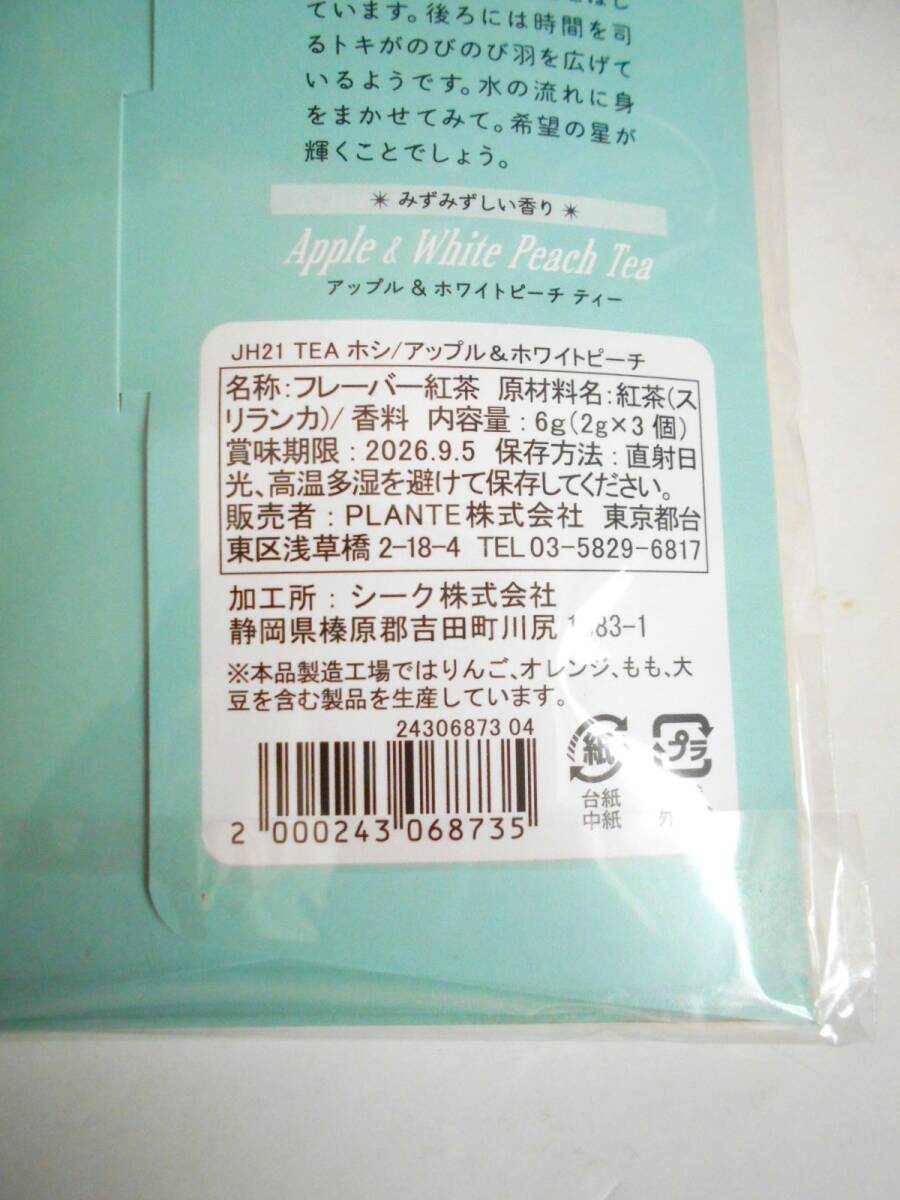 ています。後ろには時間を司
るトキがのびのび羽を広げて
いるようです。水の流れに身
をまかせてみて。希望の星が
輝くことでしょう。
みずみずしい香り
Apple & White Peach Tea
アップル & ホワイトピーチ ティー
JH21 TEA ホシ/アップル&ホワイトピーチ
名称:フレーバー紅茶 原材料名:紅茶(ス
リランカ)/香料 内容量:6g(2g×3個)
賞味期限:2026.9.5 保存方法:直射日
光、高温多湿を避けて保存してください。
販売者:PLANTE株式会社 東京都台
東区浅草橋2-18-4 TEL03-5829-6817
加工所:シーク株式会社
静岡県榛原郡吉田町川尻
※本品製造工場ではりんご、オレンジ、もも、大
豆を含む製品を生産しています。
24306873 04
紙 プラ
台紙
中紙 外
2 000243 068735